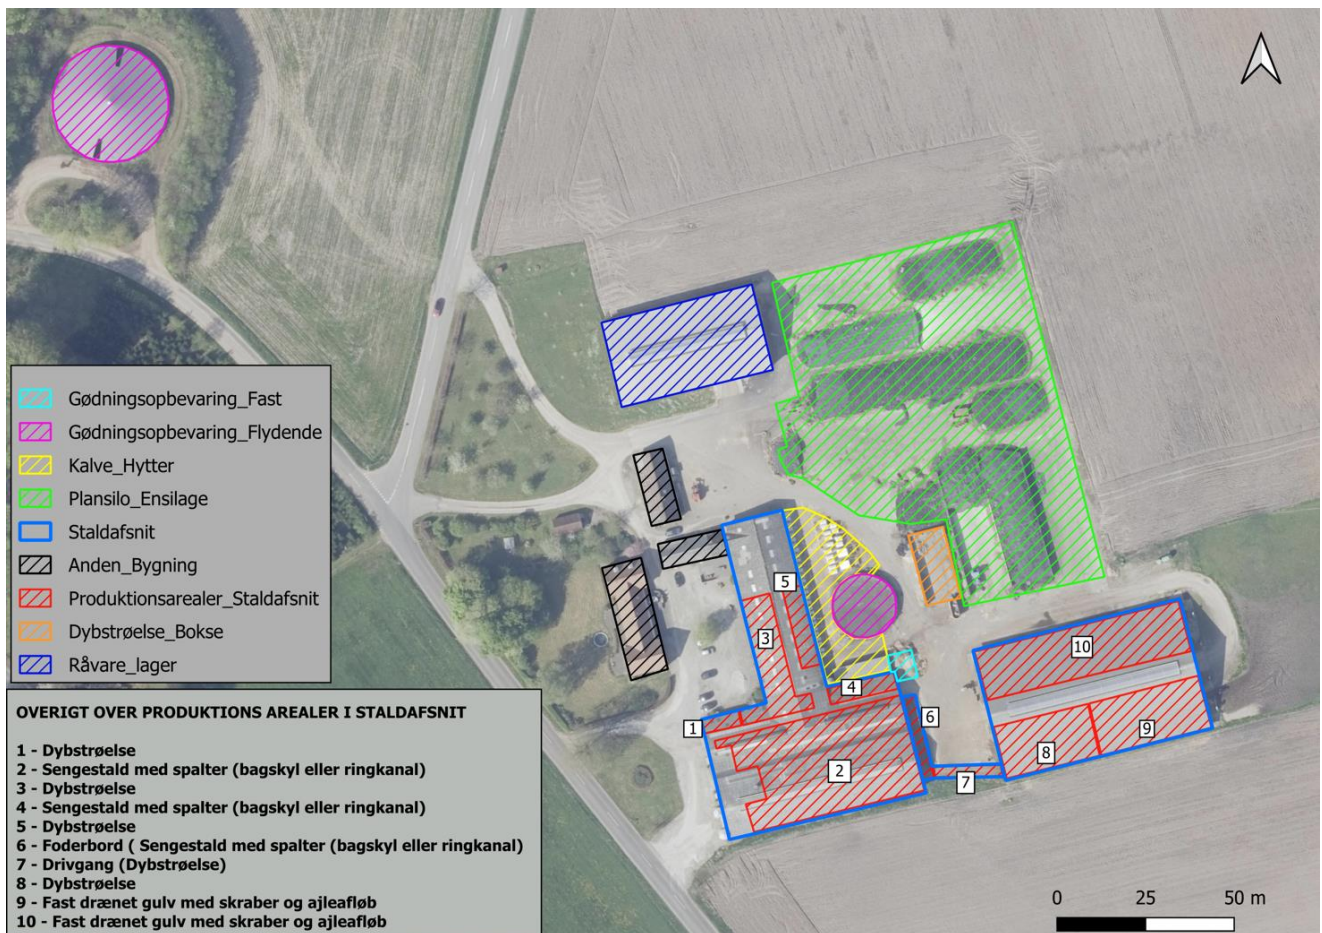 Gødningsopbevaring_Fast
Gødningsopbevaring_Flydende
Kalve_Hytter
Plansilo_Ensilage
Staldafsnit
Anden_Bygning
Produktionsarealer_Staldafsnit
Dybstrøelse_Bokse
Råvare_lager
5
3
10
4
1
6
9
8
2
7
OVERIGT OVER PRODUKTIONS AREALER I STALDAFSNIT
1 - Dybstrøelse
2 - Sengestald med spalter (bagskyl eller ringkanal)
3 - Dybstrøelse
4 - Sengestald med spalter (bagskyl eller ringkanal)
5 - Dybstrøelse
6 - Foderbord ( Sengestald med spalter (bagskyl eller ringkanal)
7 - Drivgang (Dybstrøelse)
8 - Dybstrøelse
9 - Fast drænet gulv med skraber og ajleafløb
10 - Fast drænet gulv med skraber og ajleafløb
0 25 50 m